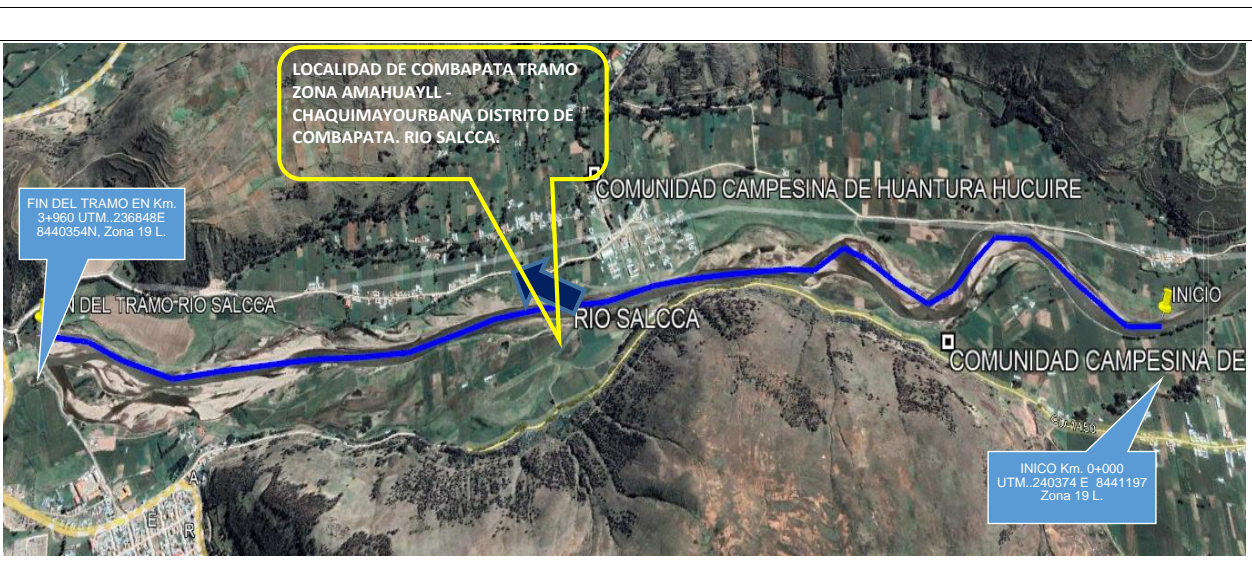 LOCALIDAD DE COMBAPATA TRAMO
ZONA AMAHUAYLL -
CHAQUIMAYOURBANA DISTRITO DE
COMBAPATA. RIO SALCCA.
COMUNIDAD CAMPESINA DE HUANTURA HUCUIRE
FIN DEL TRAMO EN Km.
3+960 UTM..236848E
8440354N, Zona 19 L.
N DEL TRAMO RIO SALCCA
INICIO
RIO SALCCA
COMUNIDAD CAMPESINA DE
INICO Km. 0+000
UTM..240374 E 8441197
Zona 19 L.
A
E
R